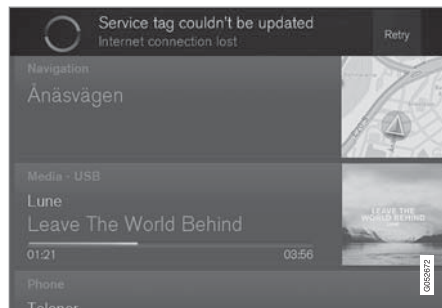 Service tag couldn't be updated
Internet connection lost
Retry
Navigation
Ånäsvägen
Media - USB
Lune
Leave The World Behind
01:21
03:56
LEAVE THE
WORLD BEHIND
G052672
Phone